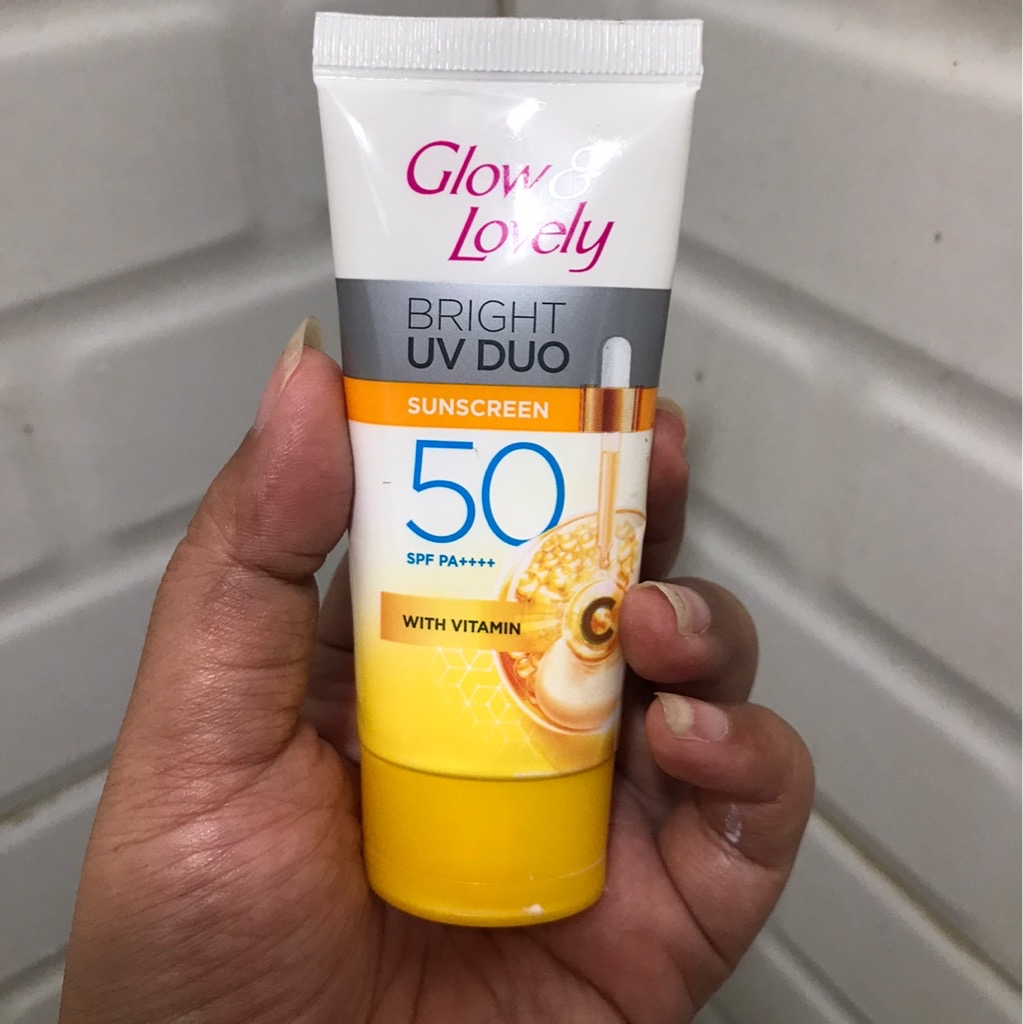 Glow &
Lovely
BRIGHT
UV DUO
SUNSCREEN
50
SPF PA++++
WITH VITAMIN C